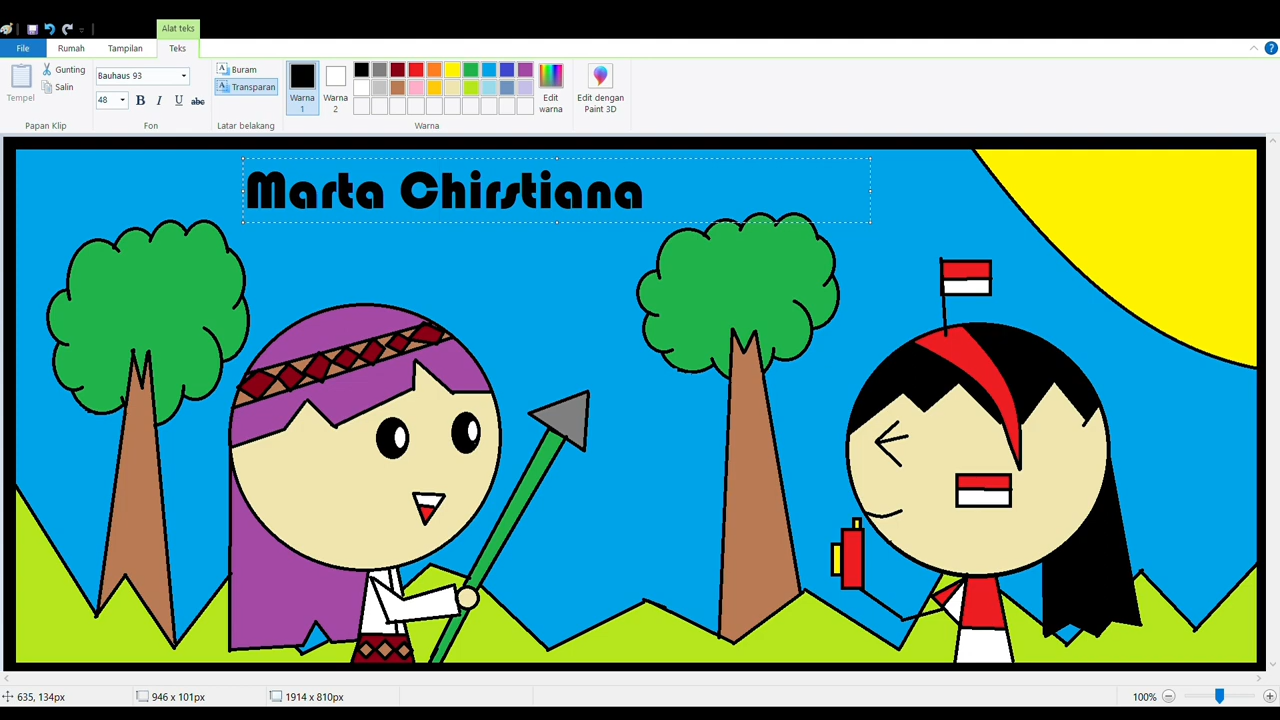 Alat teks
File Rumah Tampilan Teks
Tempel
Gunting
Salin
Papan Klip
Bauhaus 93
48 B I U abc
Fon
Buram
Transparan
Latar belakang
Warna 1
Warna 2
Edit warna
Warna
Edit dengan Paint 3D
Marta Chirstiana
635, 134px 946 x 101px 1914 x 810px 100%